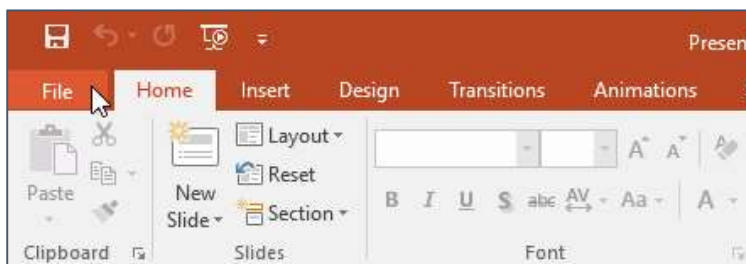 Presen
File Home Insert Design Transitions Animations
Paste
New
Slide
Layout
Reset
Section
B I U S abc AV Aa A
A A
Clipboard Slides Font